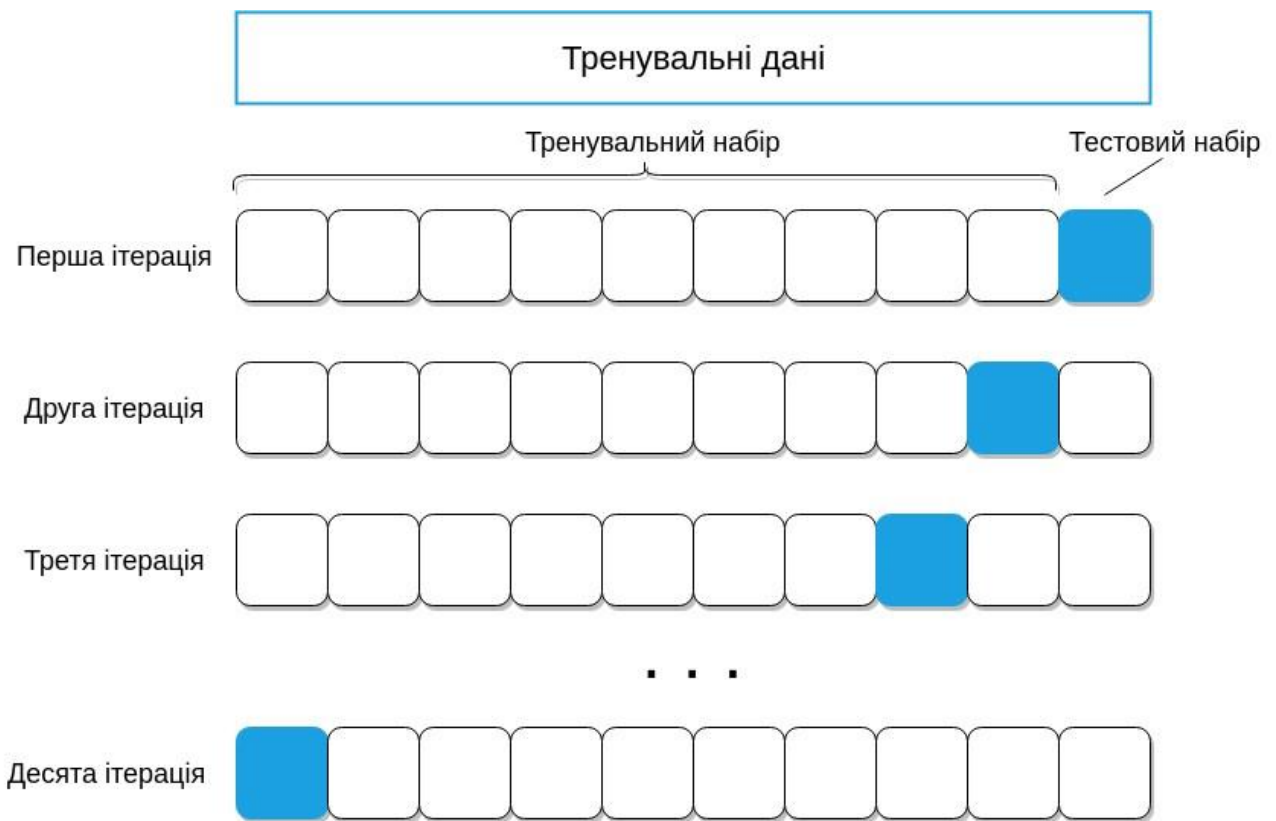 Тренувальні дані
Тренувальний набір
Тестовий набір
Перша ітерація
Друга ітерація
Третя ітерація
. . .
Десята ітерація